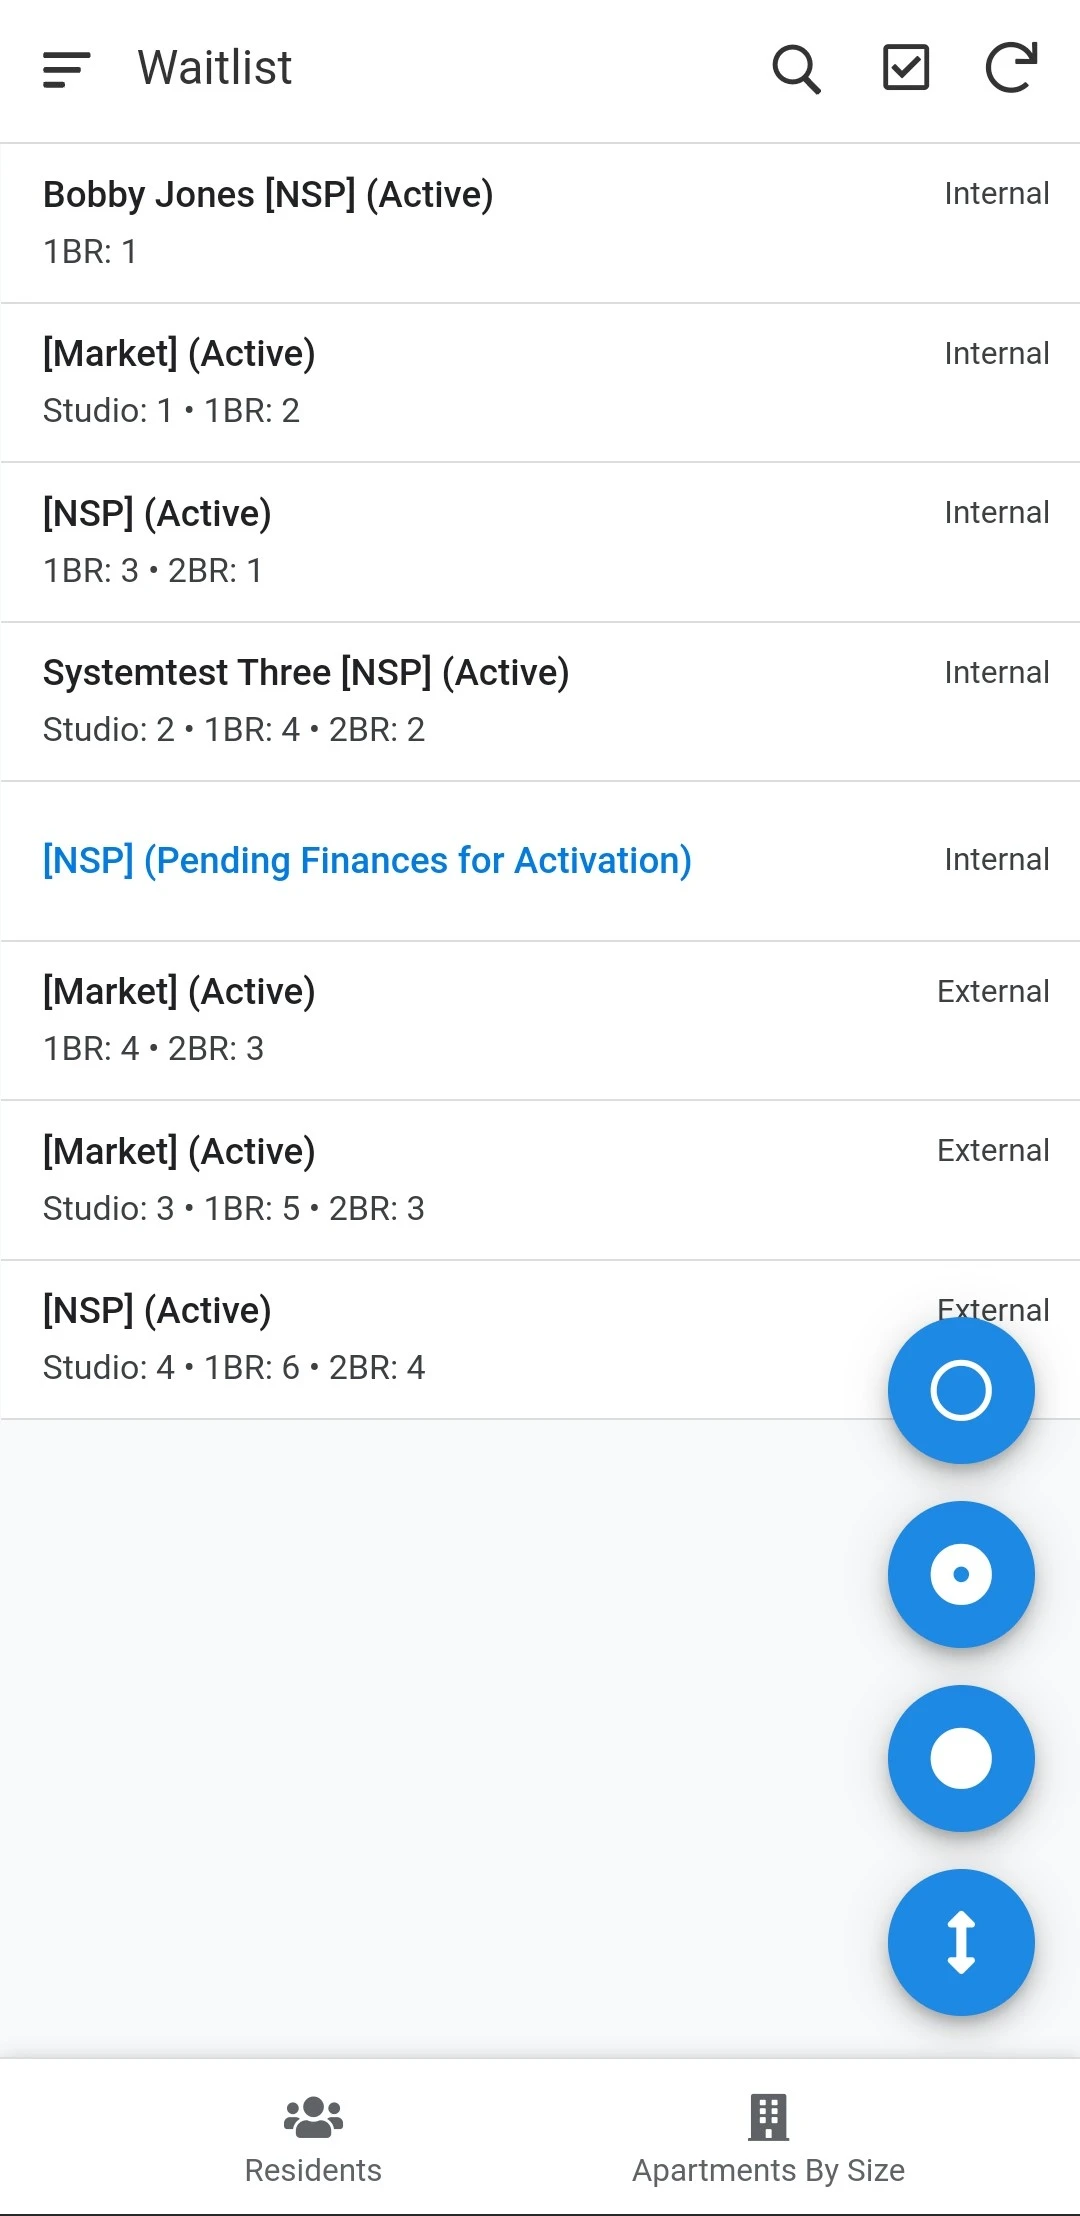 Waitlist
Bobby Jones [NSP] (Active)
Internal
1BR: 1
[Market] (Active)
Internal
Studio: 1 • 1BR: 2
[NSP] (Active)
Internal
1BR: 3 • 2BR: 1
Systemtest Three [NSP] (Active)
Internal
Studio: 2 • 1BR: 4 • 2BR: 2
[NSP] (Pending Finances for Activation)
Internal
[Market] (Active)
External
1BR: 4 • 2BR: 3
[Market] (Active)
External
Studio: 3 • 1BR: 5 • 2BR: 3
[NSP] (Active)
External
Studio: 4 • 1BR: 6 • 2BR: 4
Residents
Apartments By Size